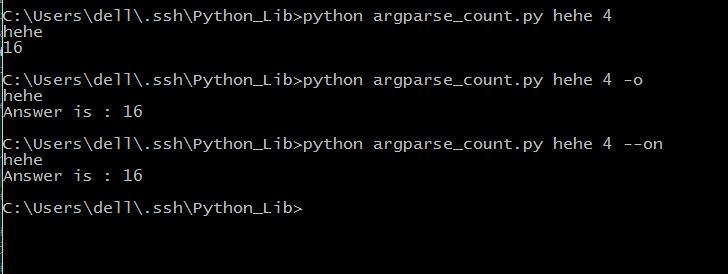 C:\Users\dell\.ssh\Python_Lib>python argparse_count.py hehe 4
hehe
16
C:\Users\dell\.ssh\Python_Lib>python argparse_count.py hehe 4 -o
hehe
Answer is : 16
C:\Users\dell\.ssh\Python_Lib>python argparse_count.py hehe 4 --on
hehe
Answer is : 16
C:\Users\dell\.ssh\Python_Lib>